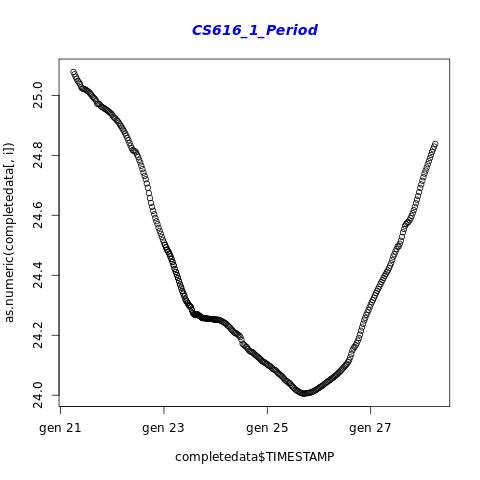 CS616_1_Period
as.numeric(completedata[, i])
25.0
24.8
24.6
24.4
24.2
24.0
gen 21 gen 23 gen 25 gen 27
completedata$TIMESTAMP